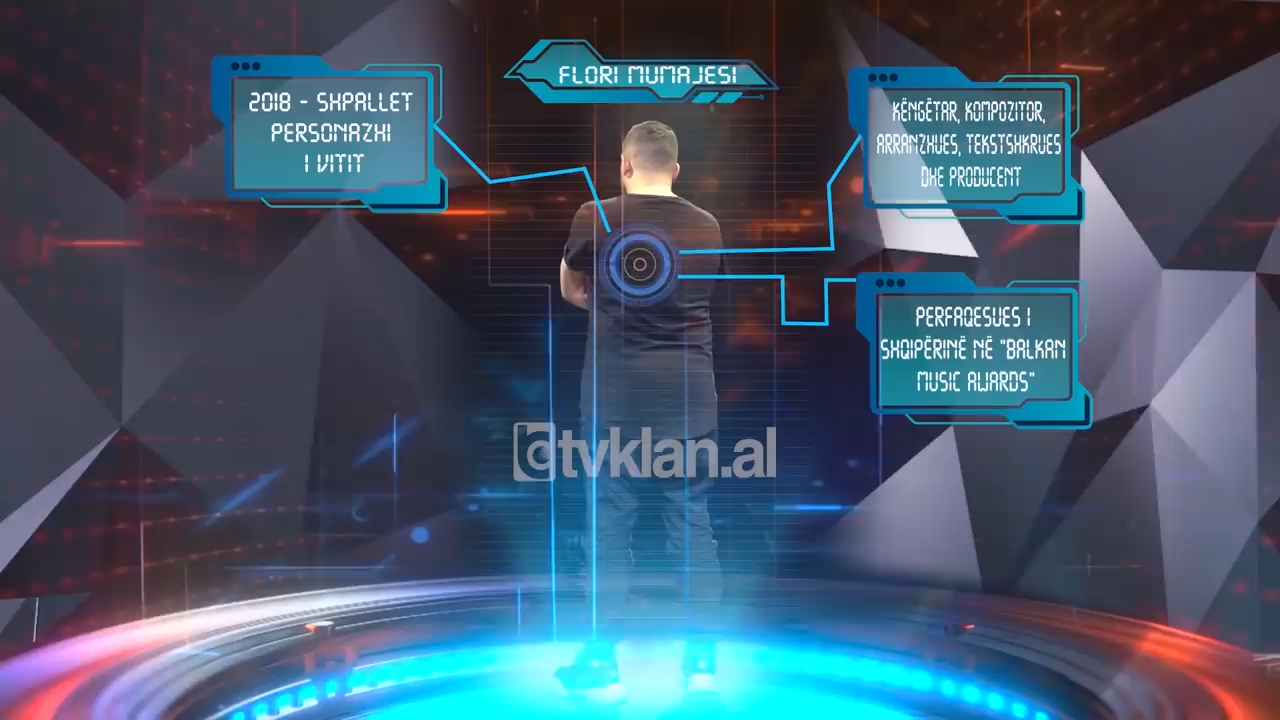 FLORI MUMAJESI
2018 - SHPALLET
PERSONAZHI
I VITIT
KËNGËTAR, KOMPOZITOR,
ARRANZHUES, TEKSTSHKRUES
DHE PRODUCENT
PERFAQESUES I
SHQIPËRINË NË "BALKAN
MUSIC AWARDS"
tvklan.al